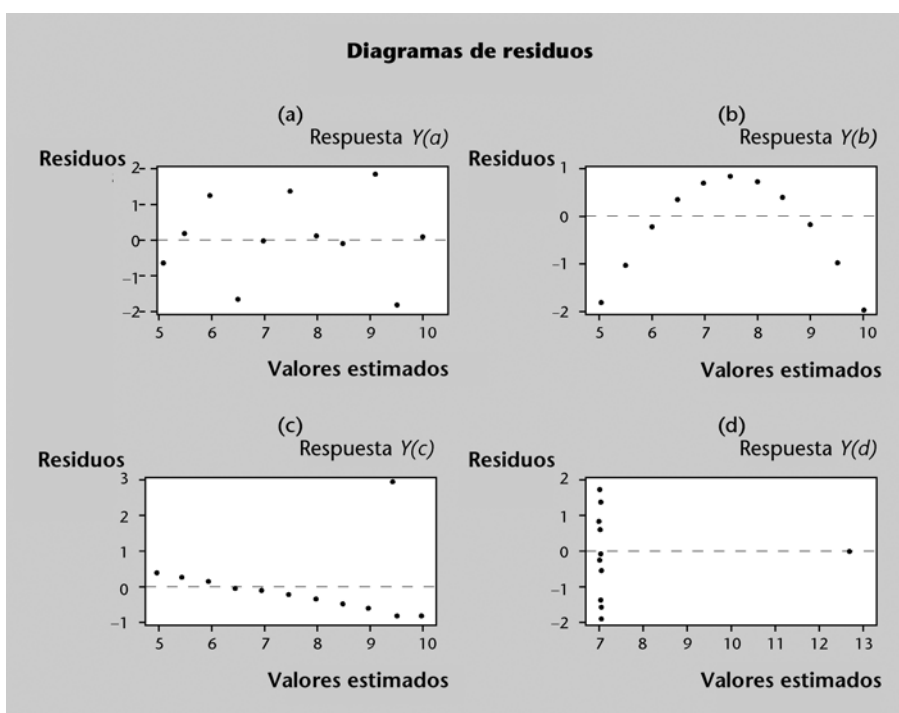 Diagramas de residuos
(a)
Respuesta Y(a)
Residuos
2
1
0
−1
−2
5 6 7 8 9 10
Valores estimados
(b)
Respuesta Y(b)
Residuos
1
0
−1
−2
5 6 7 8 9 10
Valores estimados
(c)
Respuesta Y(c)
Residuos
3
2
1
0
−1
5 6 7 8 9 10
Valores estimados
(d)
Respuesta Y(d)
Residuos
2
1
0
−1
−2
7 8 9 10 11 12 13
Valores estimados